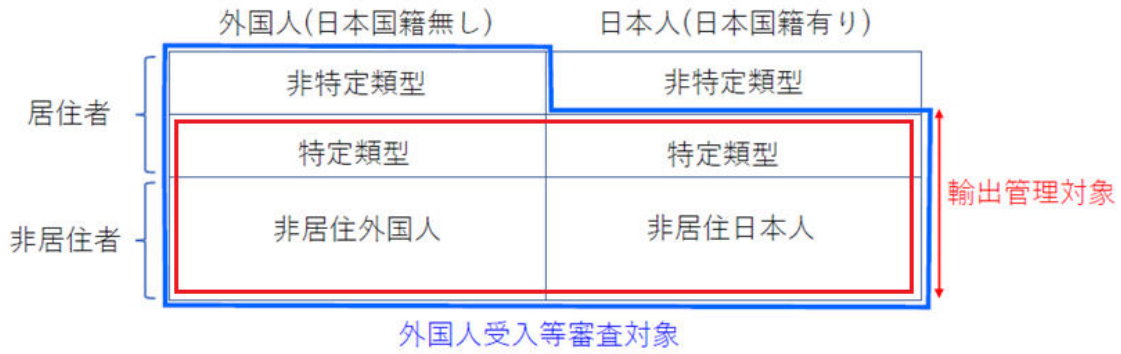 外国人(日本国籍無し)
日本人(日本国籍有り)
居住者
非特定類型
非特定類型
特定類型
特定類型
輸出管理対象
非居住者
非居住外国人
非居住日本人
外国人受入等審査対象